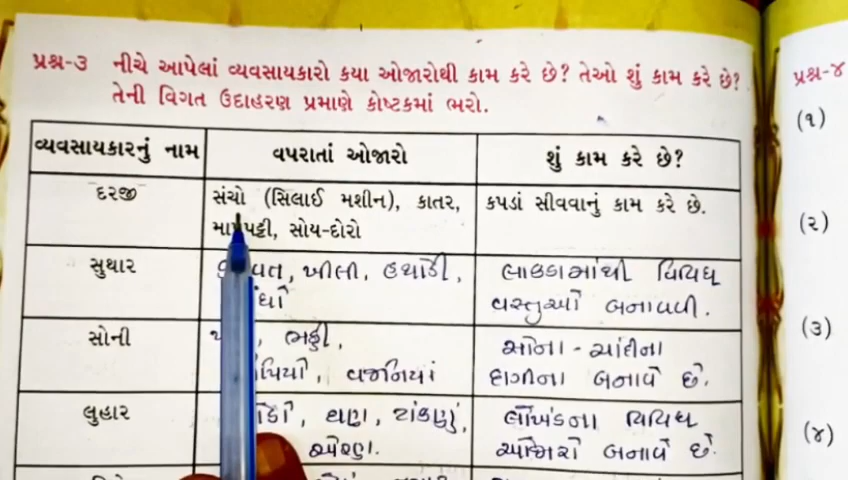 પ્રશ્ન-૩ નીચે આપેલાં વ્યવસાયકારો કયા ઓજારોથી કામ કરે છે? તેઓ શું કામ કરે છે?
તેની વિગત ઉદાહરણ પ્રમાણે કોષ્ટકમાં ભરો.
વ્યવસાયકારનું નામ વપરાતાં ઓજારો શું કામ કરે છે?
દરજી સંચો (સિલાઈ મશીન), કાતર, કપડાં સીવવાનું કામ કરે છે.
સોય-દોરો
સુથાર ખીલી, હથોડી, લાકડામાંથી વિવિધ
વસ્તુઓ બનાવવી.
સોની ભઠ્ઠી, સોના - ચાંદીના
વજનિયાં દાગીના બનાવે છે.
લુહાર ઘણ, ટાંકણું, લોખંડના વિવિધ
એરણ. ઓજારો બનાવે છે.
પ્રશ્ન-૪
(૧)
(૨)
(૩)
(૪)